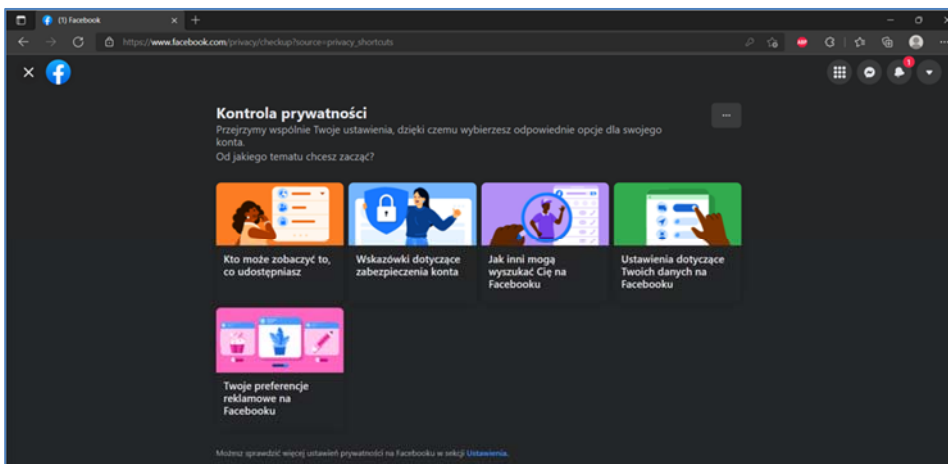 (1) Facebook
https://www.facebook.com/privacy/checkup?source=privacy_shortcuts
ABP
1
Kontrola prywatności
Przejrzymy wspólnie Twoje ustawienia, dzięki czemu wybierzesz odpowiednie opcje dla swojego
konta.
Od jakiego tematu chcesz zacząć?
Kto może zobaczyć to,
co udostępniasz
Wskazówki dotyczące
zabezpieczenia konta
Jak inni mogą
wyszukać Cię na
Facebooku
Ustawienia dotyczące
Twoich danych na
Facebooku
Twoje preferencje
reklamowe na
Facebooku
Możesz sprawdzić więcej ustawień prywatności na Facebooku w sekcji Ustawienia.